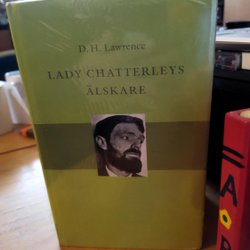 D. H. Lawrence
LADY CHATTERLEYS
ÄLSKARE